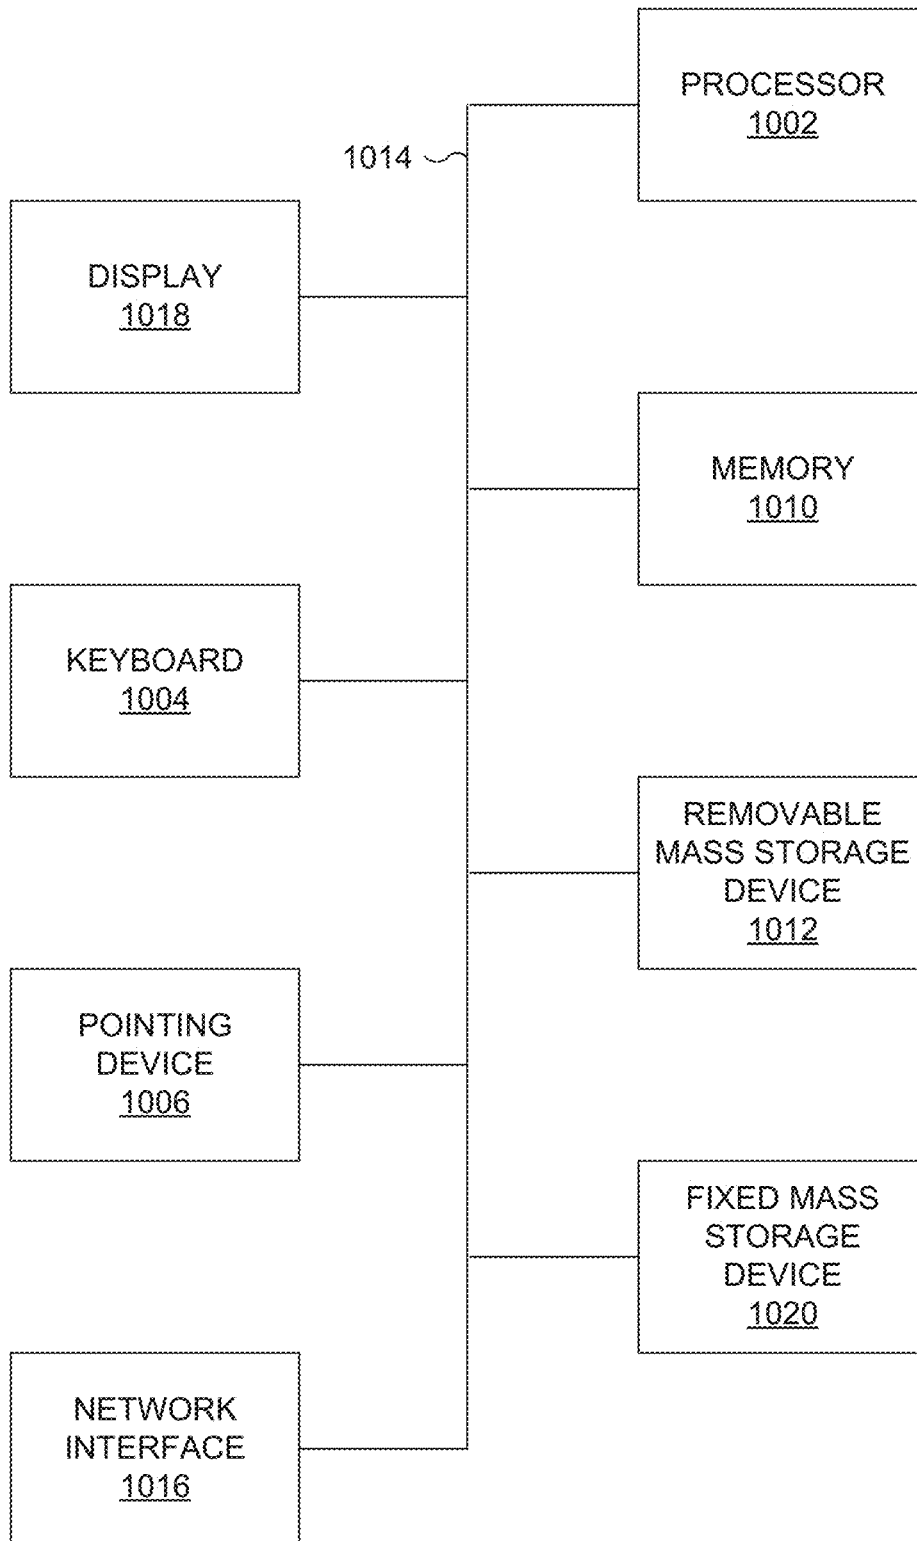 PROCESSOR
1002
1014
DISPLAY
1018
MEMORY
1010
KEYBOARD
1004
REMOVABLE
MASS STORAGE
DEVICE
1012
POINTING
DEVICE
1006
FIXED MASS
STORAGE
DEVICE
1020
NETWORK
INTERFACE
1016